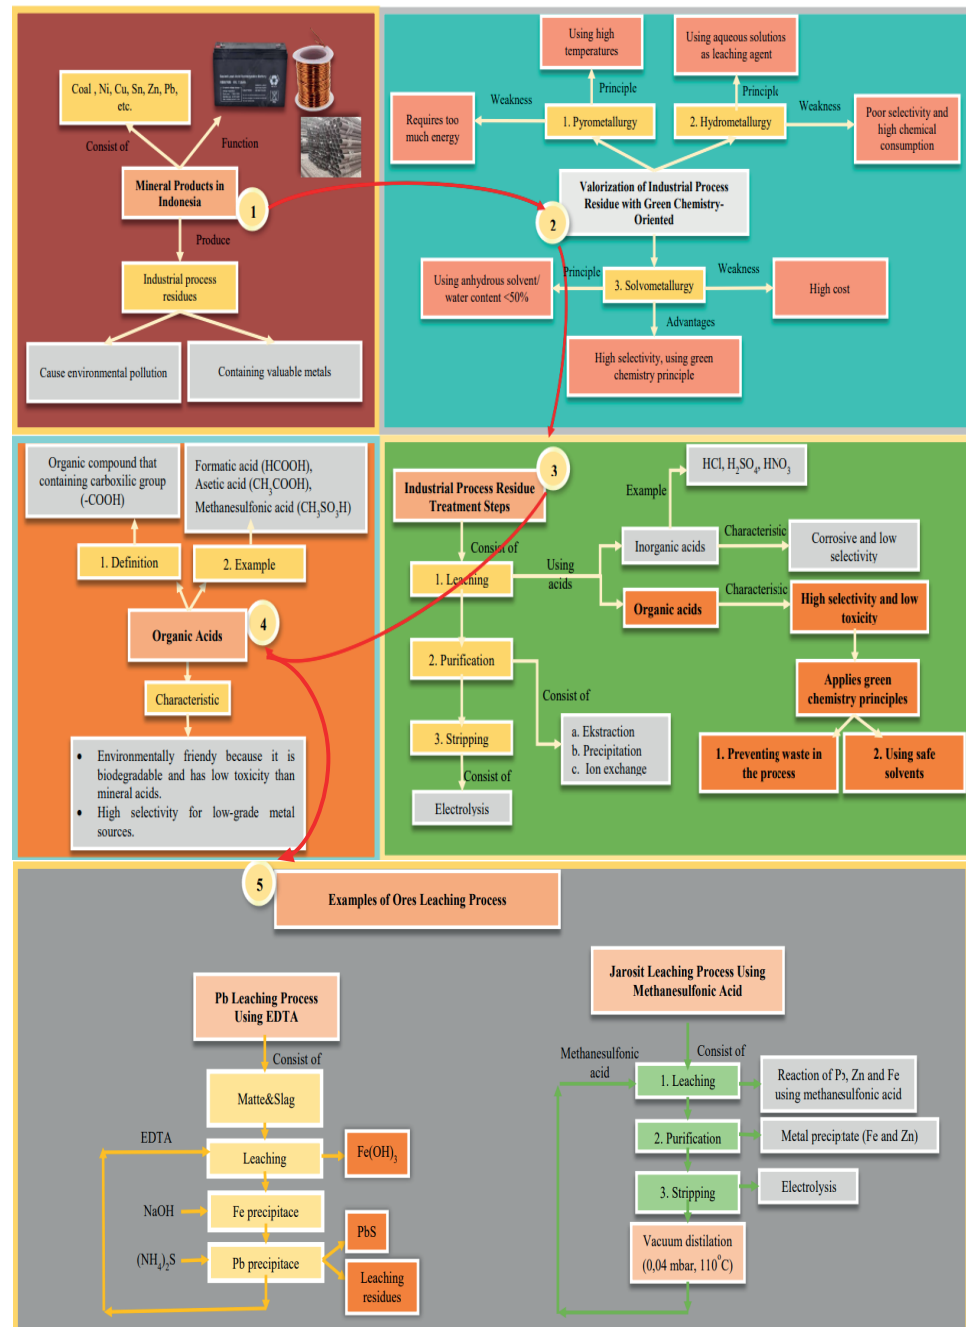 Coal , Ni, Cu, Sn, Zn, Pb,
etc.
Consist of
Function
Mineral Products in
Indonesia
1
Produce
Industrial process
residues
Cause environmental pollution
Containing valuable metals
Using high
temperatures
Using aqueous solutions
as leaching agent
Weakness
Principle
Principle
Weakness
Requires too
much energy
1. Pyrometallurgy
2. Hydrometallurgy
Poor selectivity and
high chemical
consumption
Valorization of Industrial Process
Residue with Green Chemistry-
Oriented
2
Using anhydrous solvent/
water content <50%
Principle
3. Solvometallurgy
Weakness
High cost
Advantages
High selectivity, using green
chemistry principle
3
Industrial Process Residue
Treatment Steps
Consist of
1. Leaching
Using
acids
Inorganic acids
Example
HCl, H₂SO₄, HNO₃
Characteristic
Corrosive and low
selectivity
Organic acids
Characteristic
High selectivity and low
toxicity
Applies green
chemistry principles
1. Preventing waste in
the process
2. Using safe
solvents
2. Purification
Consist of
a. Ekstraction
b. Precipitation
c. Ion exchange
3. Stripping
Consist of
Electrolysis
Organic compound that
containing carboxilic group
(-COOH)
Formatic acid (HCOOH),
Asetic acid (CH₃COOH),
Methanesulfonic acid (CH₃SO₃H)
1. Definition
2. Example
Organic Acids
4
Characteristic
• Environmentally friendy because it is
biodegradable and has low toxicity than
mineral acids.
• High selectivity for low-grade metal
sources.
5
Examples of Ores Leaching Process
Pb Leaching Process
Using EDTA
Consist of
Matte&Slag
EDTA
Leaching
Fe(OH)₃
NaOH
Fe precipitace
(NH₄)₂S
Pb precipitace
PbS
Leaching
residues
Jarosit Leaching Process Using
Methanesulfonic Acid
Methanesulfonic
acid
Consist of
1. Leaching
Reaction of Pb, Zn and Fe
using methanesulfonic acid
2. Purification
Metal precipitate (Fe and Zn)
3. Stripping
Electrolysis
Vacuum distilation
(0,04 mbar, 110°C)